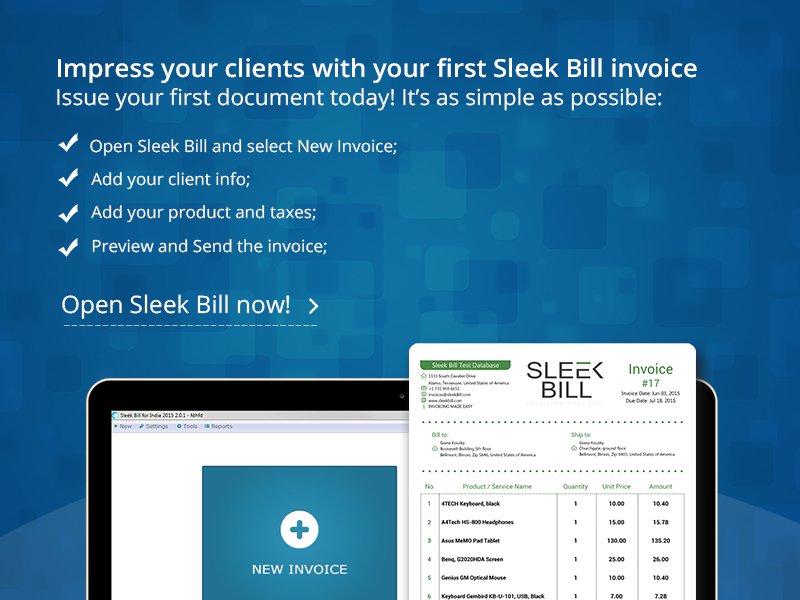 Impress your clients with your first Sleek Bill invoice
Issue your first document today! It's as simple as possible:
Open Sleek Bill and select New Invoice;
Add your client info;
Add your product and taxes;
Preview and Send the invoice;
Open Sleek Bill now!
Sleek Bill for India 2015 2.0.1 -
New Settings Tools Reports
NEW INVOICE
Sleek Bill Test Database
1133 South Cavalier Drive
Alamo, Tennessee, United States of America
+1 731 969 6651
invoices@sleekbill.com
www.sleekbill.com
INVOICING MADE EASY
SLEEK
BILL
Invoice
#17
Invoice Date: Jun 03, 2015
Due Date: Jul 18, 2015
Bill to:
Giana Kousky
Roosevelt Building 5th floor
Bellmont, Illinois, Zip 5646, United States of America
Ship to:
Giana Kousky
Churchgate, ground floor
Bellmont, Illinois, Zip 6465, United States of America
No Product / Service Name Quantity Unit Price Amount
1 4TECH Keyboard, black 1 10.00 10.40
2 A4Tech HS-800 Headphones 1 15.00 15.78
3 Asus MeMO Pad Tablet 1 130.00 135.20
4 Benq, G2020HDA Screen 1 25.00 26.00
5 Genius GM Optical Mouse 1 10.00 10.40
6 Keyboard Gembird KB-U-101, USB, Black 1 7.00 7.28